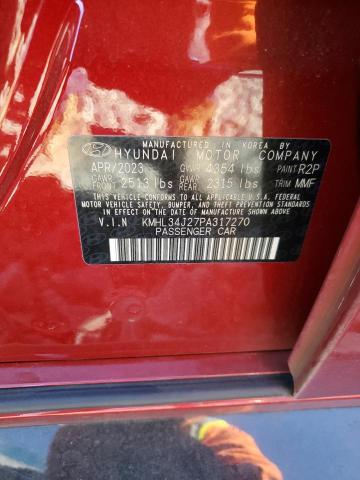 MANUFACTURED IN KOREA BY
HYUNDAI MOTOR COMPANY
APR/2023 GVWR 4354 lbs PAINT R2P
GAWR FRONT 2513 lbs GAWR REAR 2315 lbs TRIM MMF
THIS VEHICLE CONFORMS TO ALL APPLICABLE U.S.A. FEDERAL
MOTOR VEHICLE SAFETY, BUMPER, AND THEFT PREVENTION
STANDARDS IN EFFECT ON THE DATE OF MANUFACTURE SHOWN ABOVE.
V.I.N KMHL34J27PA317270
PASSENGER CAR